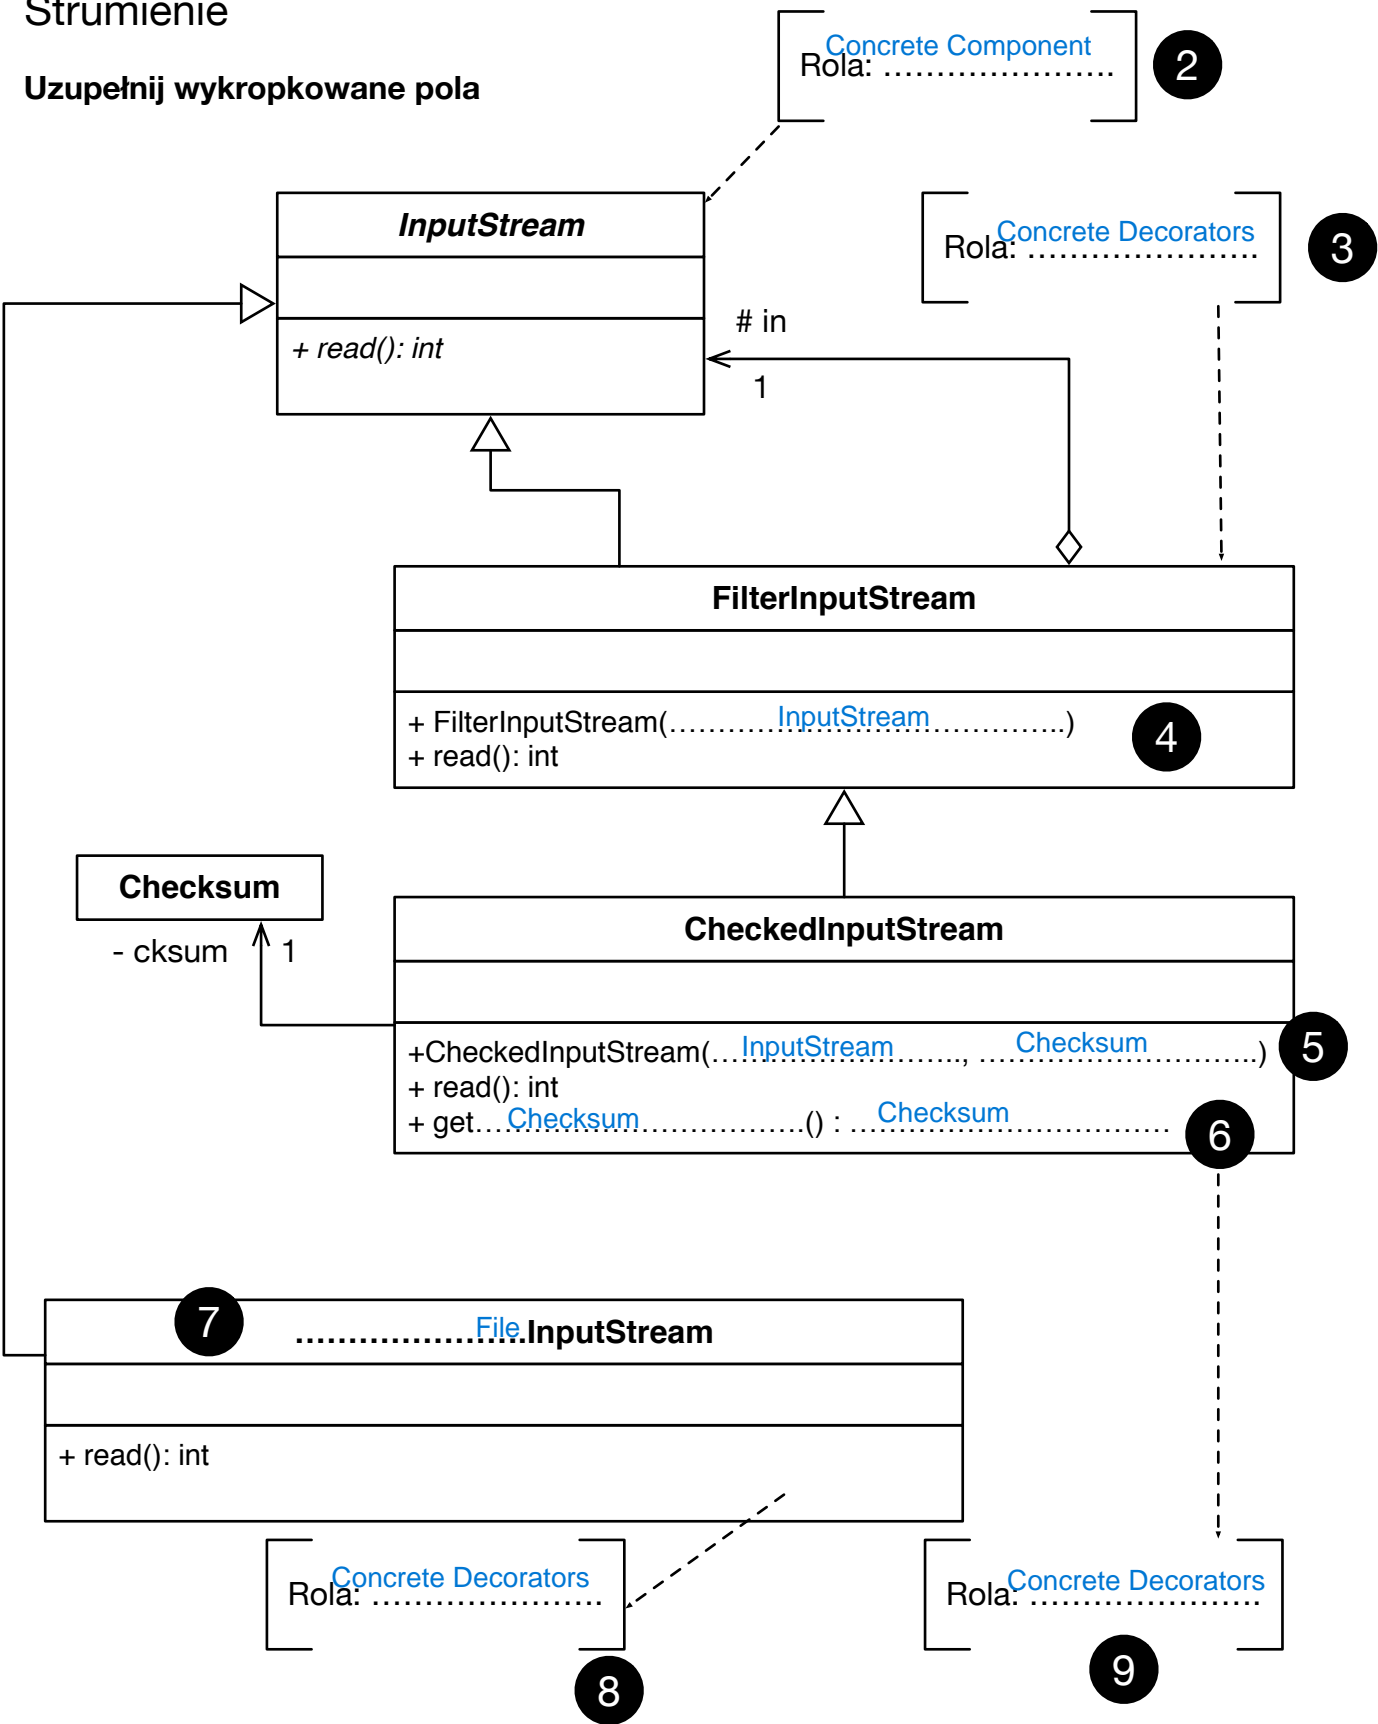 Strumienie
Uzupełnij wykropkowane pola
Concrete Component
Rola: ......................
2
Concrete Decorators
Rola: ......................
3
InputStream
+ read(): int
# in
1
FilterInputStream
+ FilterInputStream(……………InputStream……………..)
+ read(): int
4
Checksum
- cksum
1
CheckedInputStream
+CheckedInputStream(…InputStream…….., …Checksum………..)
5
+ read(): int
+ get…Checksum………………() : …Checksum………………
6
7
......................File.InputStream
+ read(): int
Concrete Decorators
Rola: ......................
8
Concrete Decorators
Rola: ......................
9